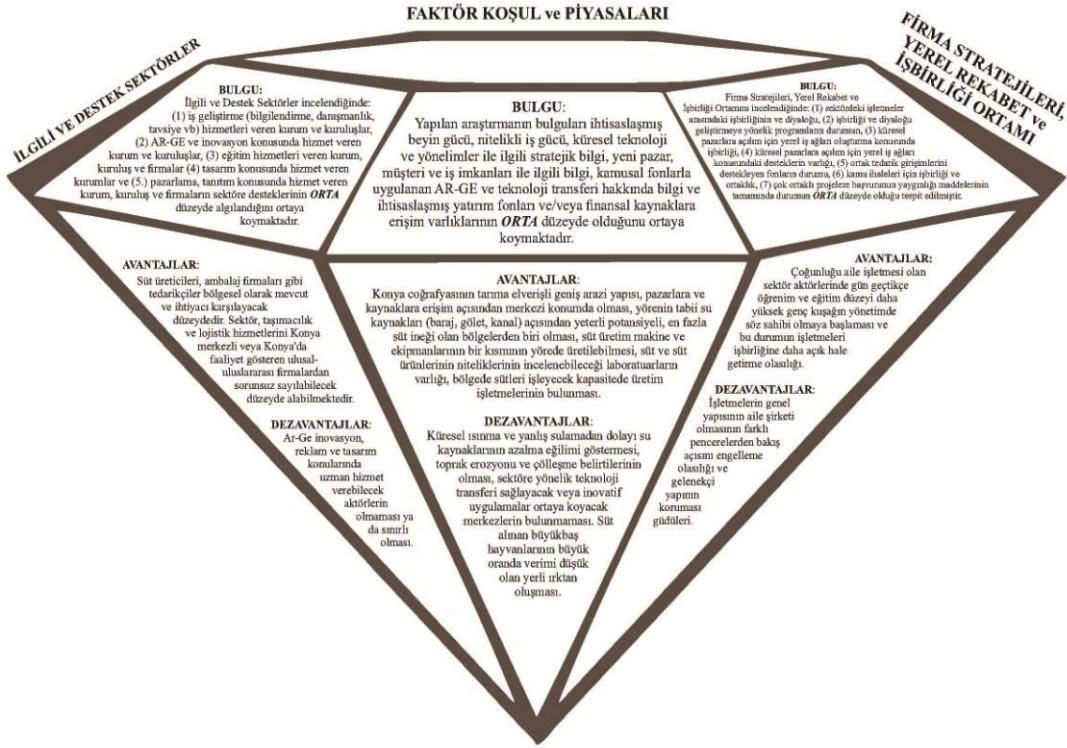 FAKTÖR KOŞUL ve PİYASALARI
İLGİLİ VE DESTEK SEKTÖRLER
BULGU:
İlgili ve Destek Sektörler incelendiğinde:
(1) iş geliştirme (bilgilendirme, danışmanlık,
tavsiye vb) hizmetleri veren kurum ve kuruluşlar,
(2) AR-GE ve inovasyon konusunda hizmet veren
kurum ve kuruluşlar, (3) eğitim hizmetleri veren kurum,
kuruluş ve firmalar (4) tasarım konusunda hizmet veren
kurumlar ve (5.) pazarlama, tanıtım konusunda hizmet veren
kurum, kuruluş ve firmaların sektöre desteklerinin ORTA
düzeyde algılandığını ortaya
koymaktadır.
AVANTAJLAR:
Süt üreticileri, ambalaj firmaları gibi
tedarikçiler bölgesel olarak mevcut
ve ihtiyacı karşılayacak
düzeydedir. Sektör, taşımacılık
ve lojistik hizmetlerini Konya
merkezli veya Konya'da
faaliyet gösteren ulusal-
uluslararası firmalardan
sorunsuz sayılabilecek
düzeyde alabilmektedir.
DEZAVANTAJLAR:
Ar-Ge inovasyon,
reklam ve tasarım
konularında
uzman hizmet
verebilecek
aktörlerin
olmaması ya
da sınırlı
olması.
BULGU:
Yapılan araştırmanın bulguları ihtisaslaşmış
beyin gücü, nitelikli iş gücü, küresel teknoloji
ve yönelimler ile ilgili stratejik bilgi, yeni pazar,
müşteri ve iş imkanları ile ilgili bilgi, kamusal fonlarla
uygulanan AR-GE ve teknoloji transferi hakkında bilgi ve
ihtisaslaşmış yatırım fonları ve/veya finansal kaynaklara
erişim varlıklarının ORTA düzeyde olduğunu ortaya
koymaktadır.
AVANTAJLAR:
Konya coğrafyasının tarıma elverişli geniş arazi yapısı, pazarlara ve
kaynaklara erişim açısından merkezi konumda olması, yörenin tabii su
kaynakları (baraj, gölet, kanal) açısından yeterli potansiyeli, en fazla
süt ineği olan bölgelerden biri olması, süt üretim makine ve
ekipmanlarının bir kısmının yörede üretilebilmesi, süt ve süt
ürünlerinin niteliklerinin incelenebileceği laboratuarların
varlığı, bölgede sütleri işleyecek kapasitede üretim
işletmelerinin bulunması.
DEZAVANTAJLAR:
Küresel ısınma ve yanlış sulamadan dolayı su
kaynaklarının azalma eğilimi göstermesi,
toprak erozyonu ve çölleşme belirtilerinin
olması, sektöre yönelik teknoloji
transferi sağlayacak veya inovatif
uygulamalar ortaya koyacak
merkezlerin bulunmaması. Süt
alınan büyükbaş
hayvanlarının büyük
oranda verimi düşük
olan yerli ırktan
oluşması.
FİRMA STRATEJİLERİ,
YEREL REKABET ve
İŞBİRLİĞİ ORTAMI
BULGU:
Firma Stratejileri, Yerel Rekabet ve
İşbirliği Ortamını incelendiğinde: (1) sektördeki işletmeler
arasındaki işbirliğinin ve diyaloğu, (2) işbirliği ve diyaloğu
geliştirmeye yönelik programların durumun, (3) küresel
pazarlara açılım için yerel iş ağları oluşturma konusunda
işbirliği, (4) küresel pazarlara açılım için yerel iş ağları
konusundaki desteklerin varlığı, (5) ortak tedarik girişimlerini
destekleyen fonların durumu, (6) kamu ihaleleri için işbirliği ve
ortaklık, (7) çok ortaklı projelere başvurunun yaygınlığı maddelerinin
tamamında durumun ORTA düzeyde olduğu tespit edilmiştir.
AVANTAJLAR:
Çoğunluğu aile işletmesi olan
sektör aktörlerinde gün geçtikçe
öğrenim ve eğitim düzeyi daha
yüksek genç kuşağın yönetimde
söz sahibi olmaya başlaması ve
bu durumun işletmeleri
işbirliğine daha açık hale
getirme olasılığı.
DEZAVANTAJLAR:
İşletmelerin genel
yapısının aile şirketi
olmasının farklı
pencerelerden bakış
açısını engelleme
olasılığı ve
gelenekçi
yapının
koruması
güdüleri.